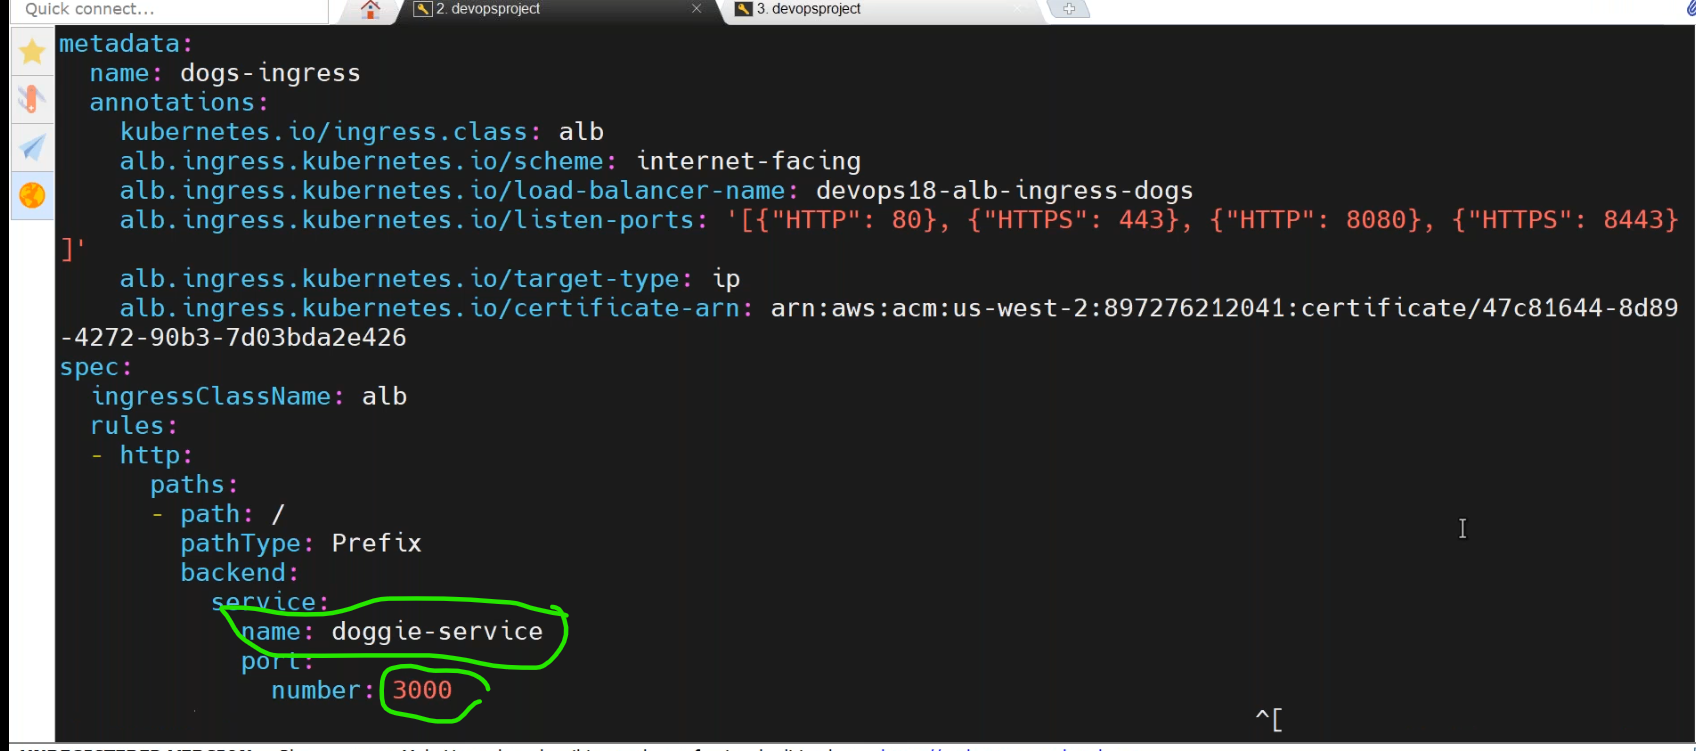 Quick connect...
2. devopsproject
3. devopsproject
metadata:
name: dogs-ingress
annotations:
kubernetes.io/ingress.class: alb
alb.ingress.kubernetes.io/scheme: internet-facing
alb.ingress.kubernetes.io/load-balancer-name: devops18-alb-ingress-dogs
alb.ingress.kubernetes.io/listen-ports: '[{"HTTP": 80}, {"HTTPS": 443}, {"HTTP": 8080}, {"HTTPS": 8443}
]'
alb.ingress.kubernetes.io/target-type: ip
alb.ingress.kubernetes.io/certificate-arn: arn:aws:acm:us-west-2:897276212041:certificate/47c81644-8d89
-4272-90b3-7d03bda2e426
spec:
ingressClassName: alb
rules:
- http:
paths:
- path: /
pathType: Prefix
backend:
service:
name: doggie-service
port:
number: 3000
^[